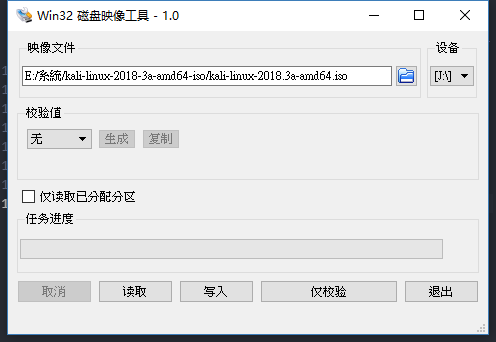 Win32 磁盘映像工具 - 1.0
映像文件
设备
E:/系統/kali-linux-2018-3a-amd64-iso/kali-linux-2018.3a-amd64.iso
[J:\]
校验值
无 生成 复制
仅读取已分配分区
任务进度
取消 读取 写入 仅校验 退出